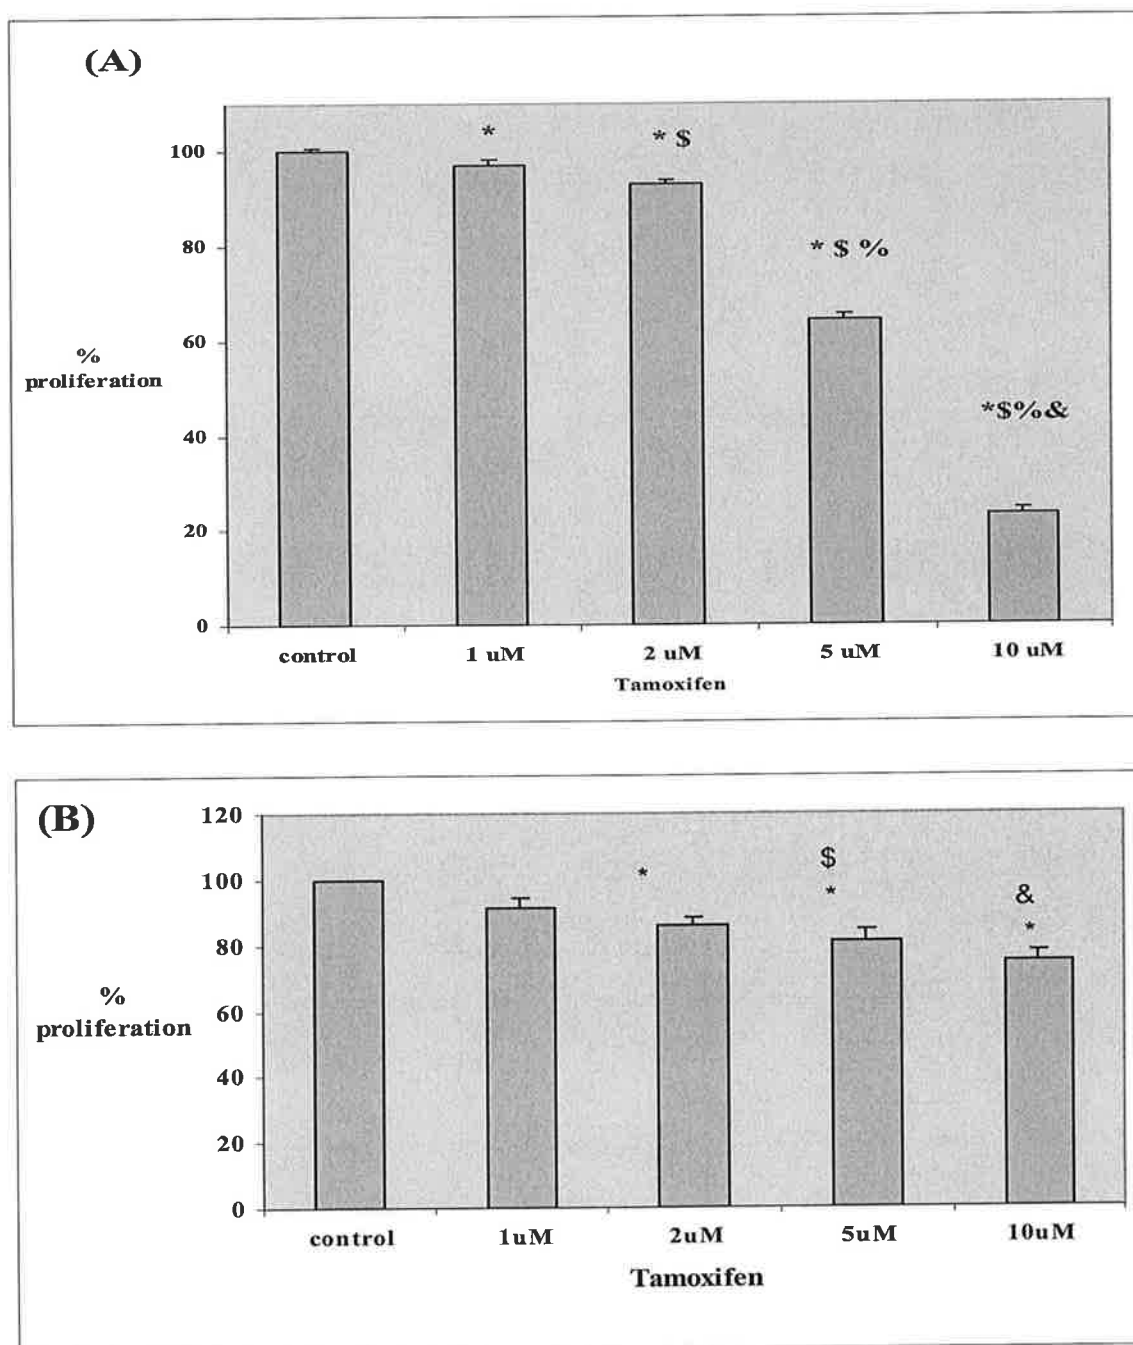 (A)
* 
* $
* $ %
*$%&
100
80
60
40
20
0
%
proliferation
control 1 uM 2 uM 5 uM 10 uM
Tamoxifen
(B)
120
100
80
60
40
20
0
%
proliferation
*
$
*
&
*
control 1uM 2uM 5uM 10uM
Tamoxifen